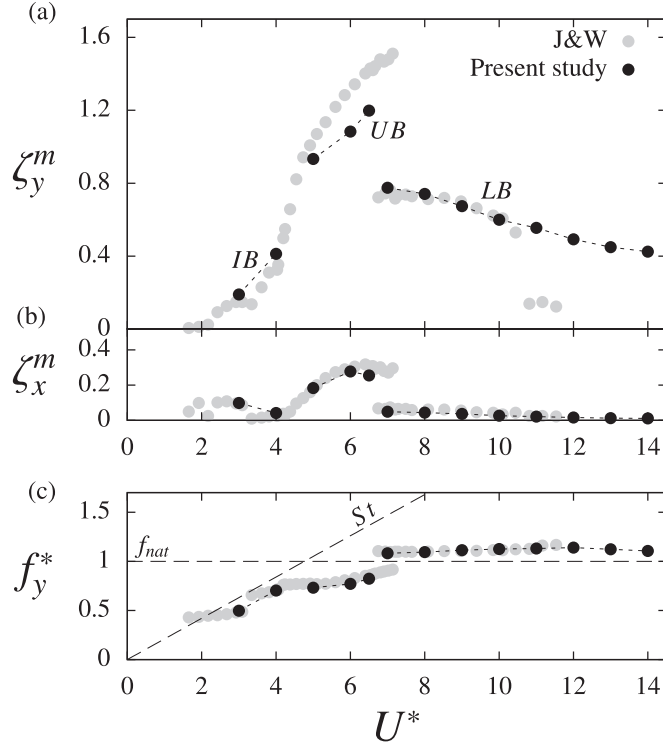 (a)
1.6
J&W
Present study
1.2
UB
ζ_y^m
0.8
LB
0.4
IB
0
(b)
0.4
ζ_x^m
0.2
0
0 2 4 6 8 10 12 14
(c)
1.5
St
f_nat
f_y^*
1
0.5
0
0 2 4 6 8 10 12 14
U^*